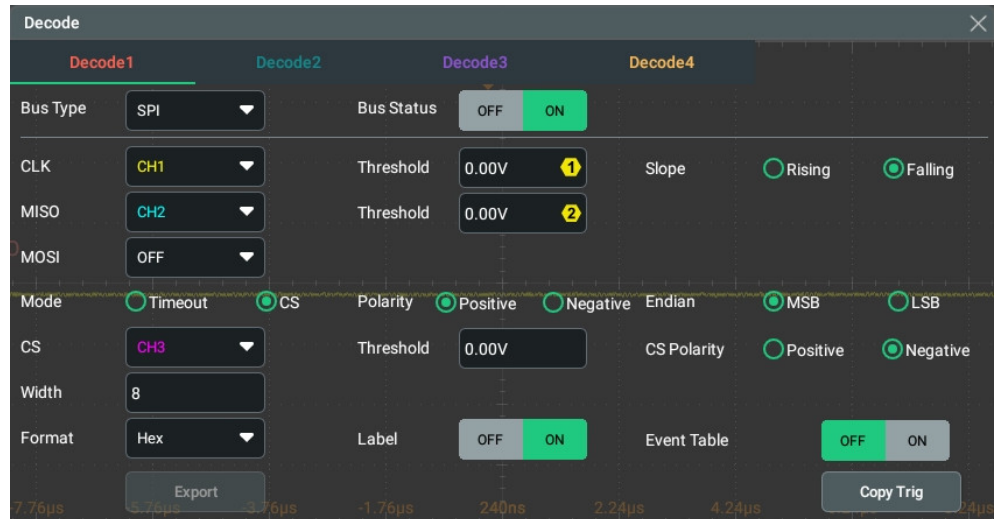 Decode
Decode1 Decode2 Decode3 Decode4
Bus Type SPI Bus Status OFF ON
CLK CH1 Threshold 0.00V 1 Slope Rising Falling
MISO CH2 Threshold 0.00V 2
MOSI OFF
Mode Timeout CS Polarity Positive Negative Endian MSB LSB
CS CH3 Threshold 0.00V CS Polarity Positive Negative
Width 8
Format Hex Label OFF ON Event Table OFF ON
Export Copy Trig
-7.76μs -5.76μs -3.76μs -1.76μs 240ns 2.24μs 4.24μs